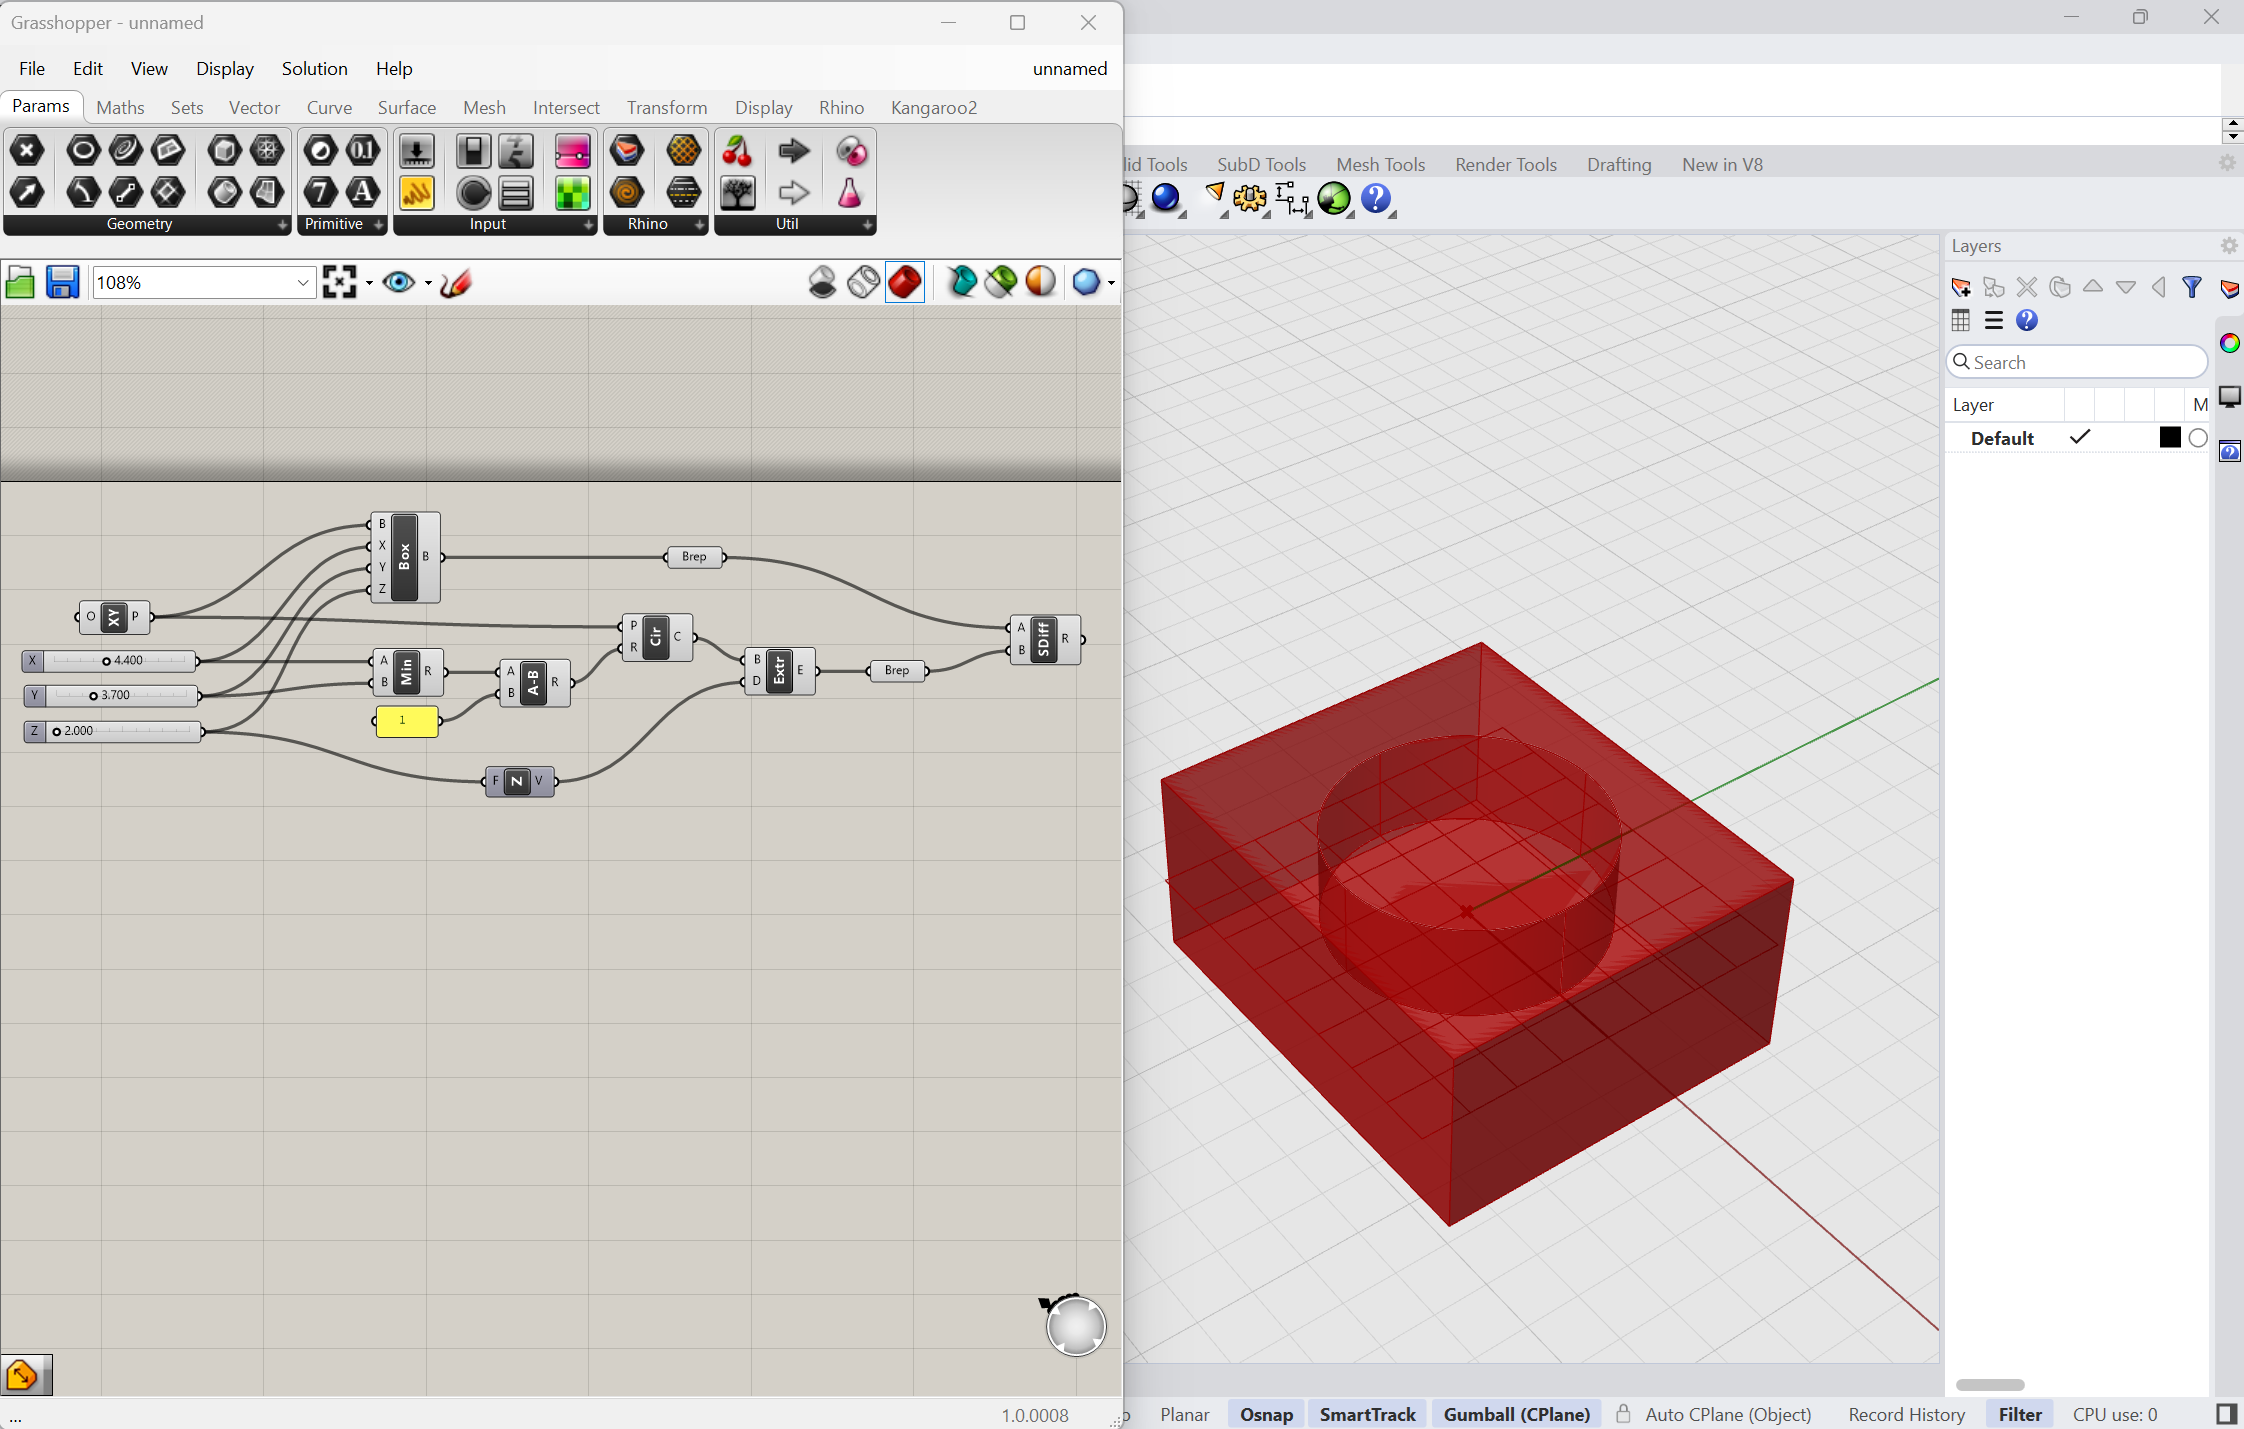 Grasshopper - unnamed
File Edit View Display Solution Help unnamed
Params Maths Sets Vector Curve Surface Mesh Intersect Transform Display Rhino Kangaroo2
Geometry Primitive Input Rhino Util
0.1
7 A
108%
B
X
Y
Z
Box
B
Brep
O XY P
P
R
Cir
C
A
B
SDiff
R
X 4.400
A
B
Min
R
A
B
A-B
R
B
D
Extr
E
Brep
Y 3.700
1
Z 2.000
F Z V
...
1.0.0008
lid Tools SubD Tools Mesh Tools Render Tools Drafting New in V8
Layers
Search
Layer M
Default
Planar Osnap SmartTrack Gumball (CPlane) Auto CPlane (Object) Record History Filter CPU use: 0